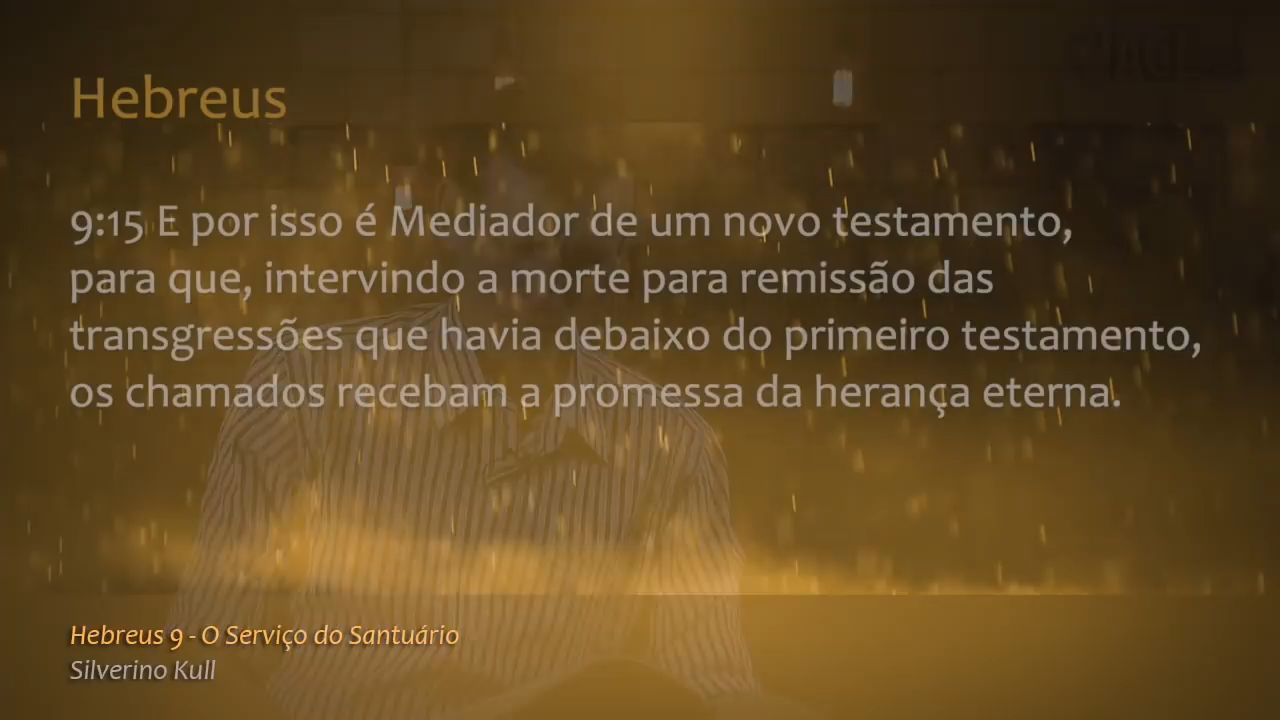 Hebreus
9:15 E por isso é Mediador de um novo testamento,
para que, intervindo a morte para remissão das
transgressões que havia debaixo do primeiro testamento,
os chamados recebam a promessa da herança eterna.
Hebreus 9 - O Serviço do Santuário
Silverino Kull